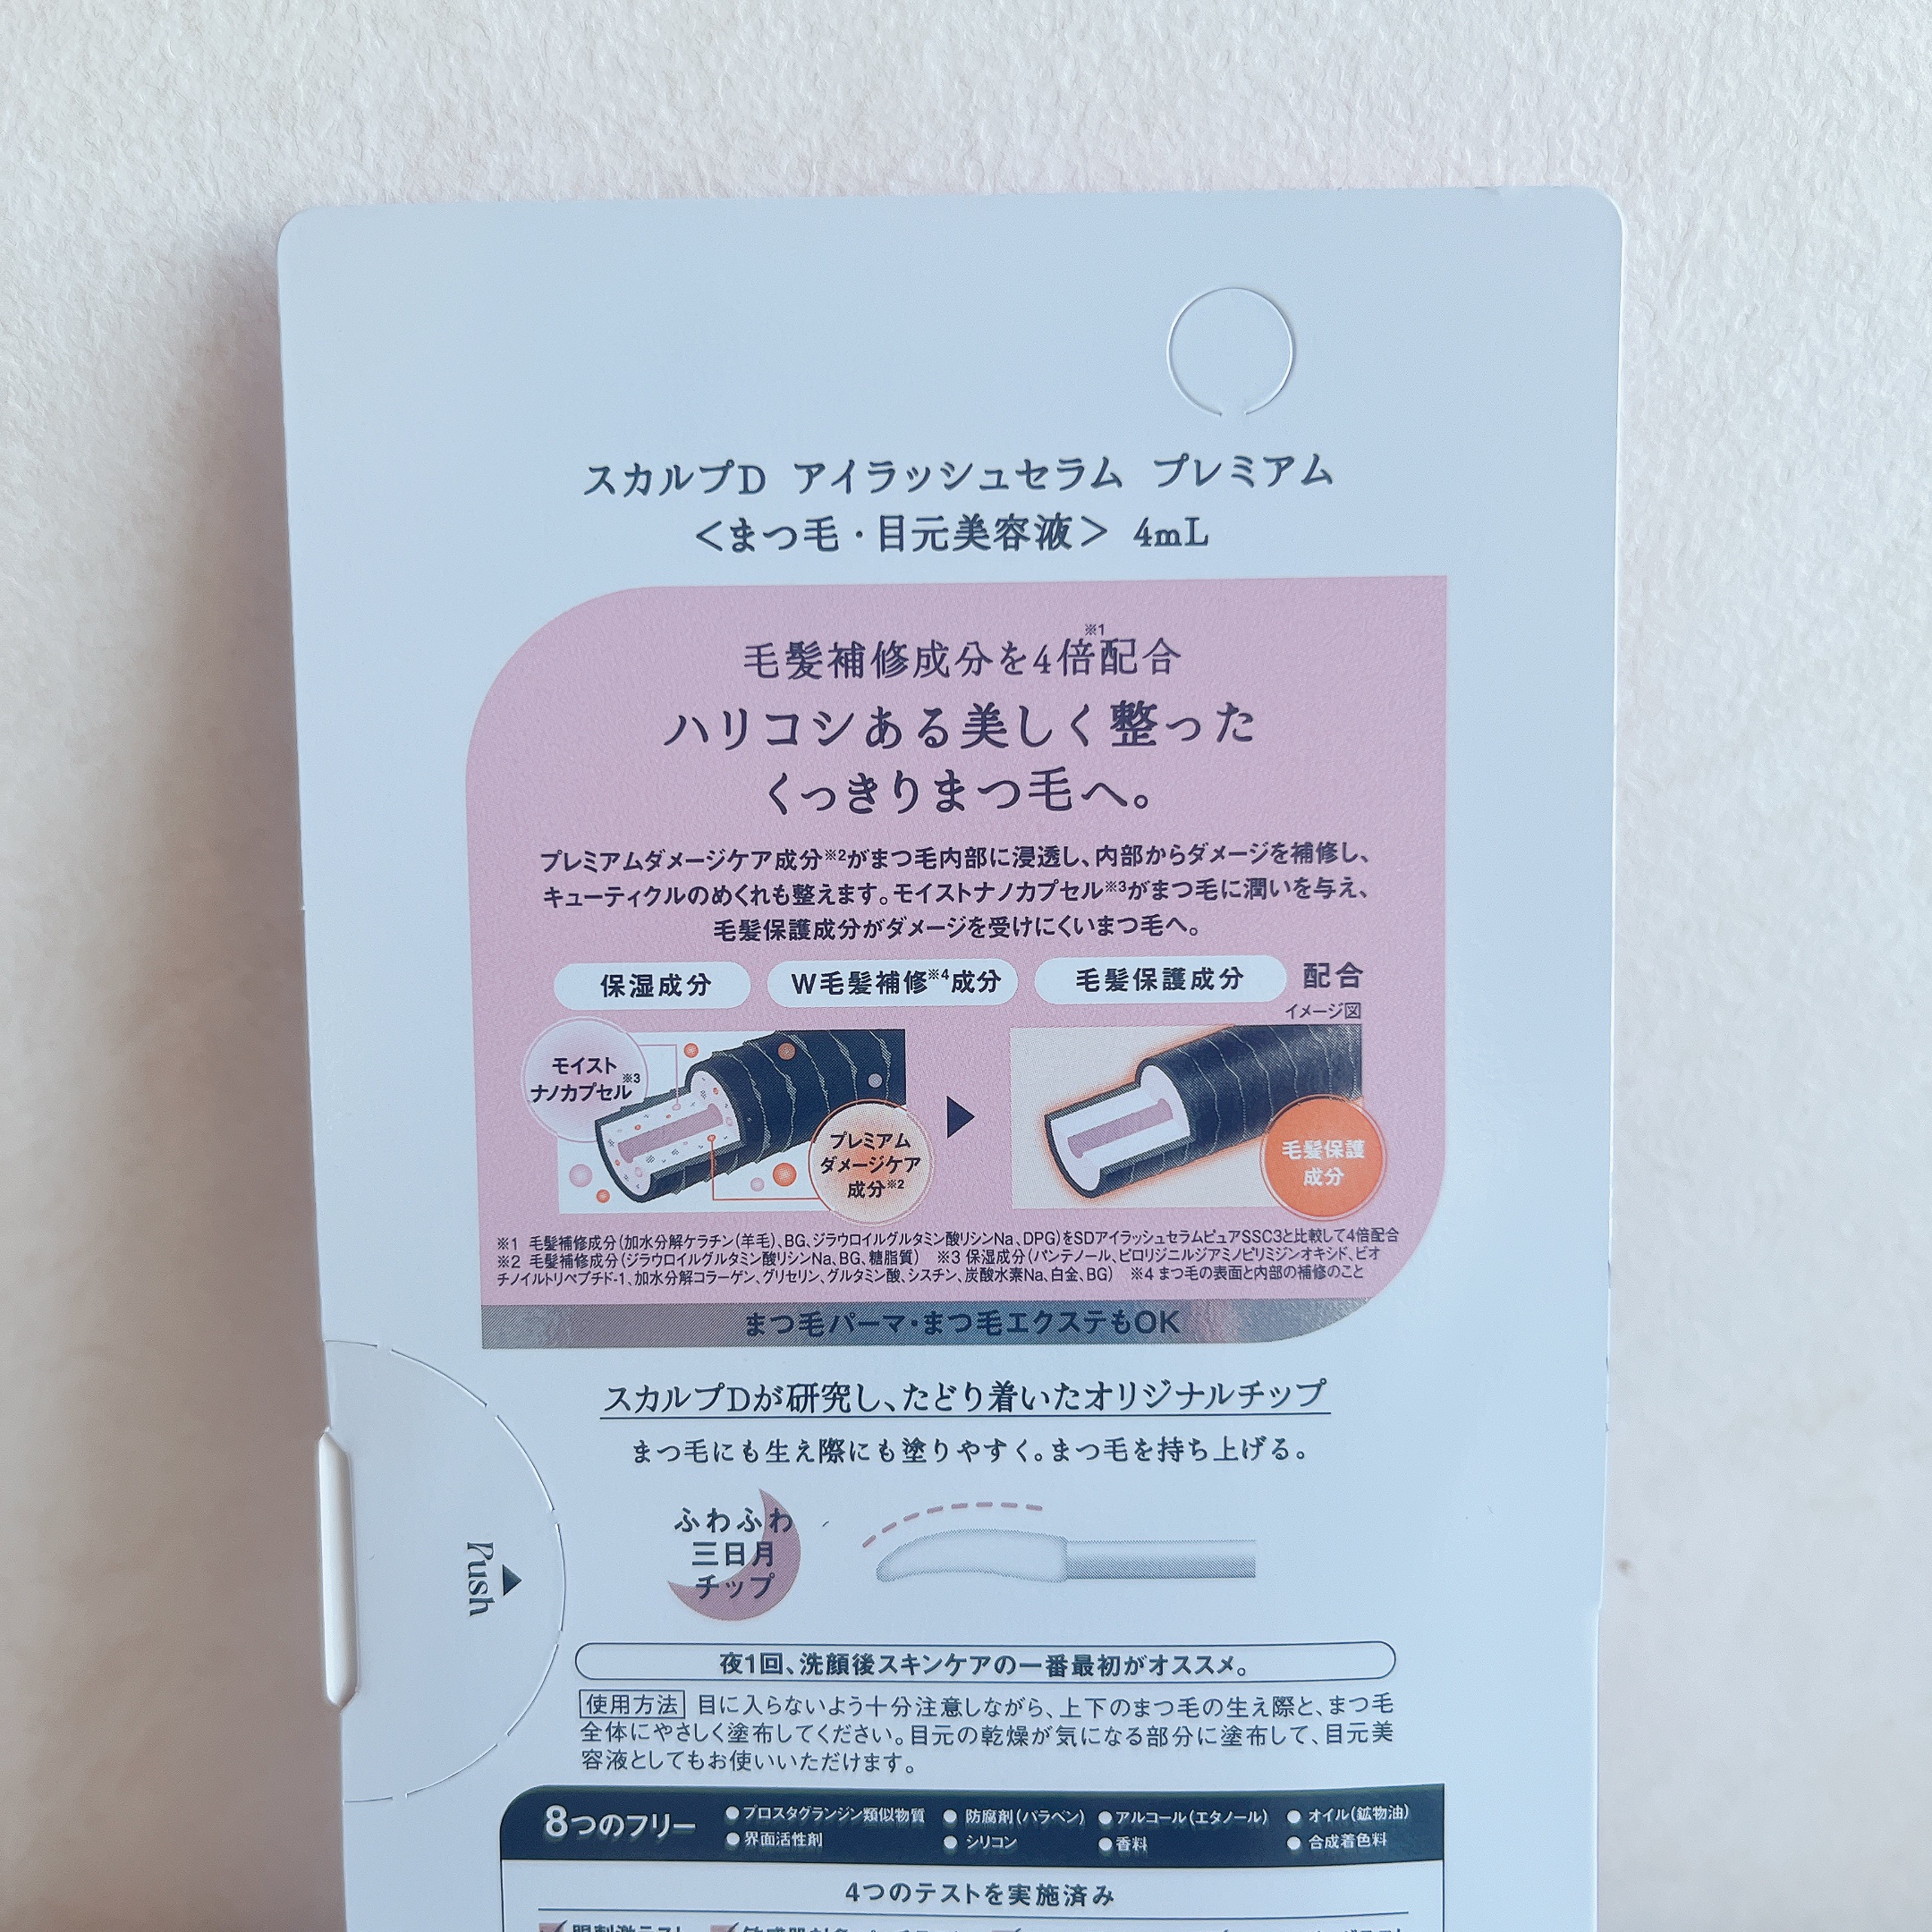 スカルプD アイラッシュセラム プレミアム
＜まつ毛・目元美容液＞ 4mL
毛髪補修成分を4倍※1配合
ハリコシある美しく整った
くっきりまつ毛へ。
プレミアムダメージケア成分※2がまつ毛内部に浸透し、内部からダメージを補修し、
キューティクルのめくれも整えます。モイストナノカプセル※3がまつ毛に潤いを与え、
毛髪保護成分がダメージを受けにくいまつ毛へ。
保湿成分 W毛髪補修※4成分 毛髪保護成分 配合
イメージ図
モイスト
ナノカプセル※3
プレミアム
ダメージケア
成分※2
毛髪保護
成分
※1 毛髪補修成分(加水分解ケラチン(羊毛)、BG、ジラウロイルグルタミン酸リシンNa、DPG)をSDアイラッシュセラムピュアSSC3と比較して4倍配合
※2 毛髪補修成分(ジラウロイルグルタミン酸リシンNa、BG、糖脂質) ※3 保湿成分(パンテノール、ピロリジニルジアミノピリミジンオキシド、ビオ
チノイルトリペプチド-1、加水分解コラーゲン、グリセリン、グルタミン酸、シスチン、炭酸水素Na、白金、BG) ※4 まつ毛の表面と内部の補修のこと
まつ毛パーマ・まつ毛エクステもOK
スカルプDが研究し、たどり着いたオリジナルチップ
まつ毛にも生え際にも塗りやすく。まつ毛を持ち上げる。
ふわふわ
三日月
チップ
Push
夜1回、洗顔後スキンケアの一番最初がオススメ。
使用方法 目に入らないよう十分注意しながら、上下のまつ毛の生え際と、まつ毛
全体にやさしく塗布してください。目元の乾燥が気になる部分に塗布して、目元美
容液としてもお使いいただけます。
8つのフリー ●プロスタグランジン類似物質 ●防腐剤(パラベン) ●アルコール(エタノール) ●オイル(鉱物油)
●界面活性剤 ●シリコン ●香料 ●合成着色料
4つのテストを実施済み